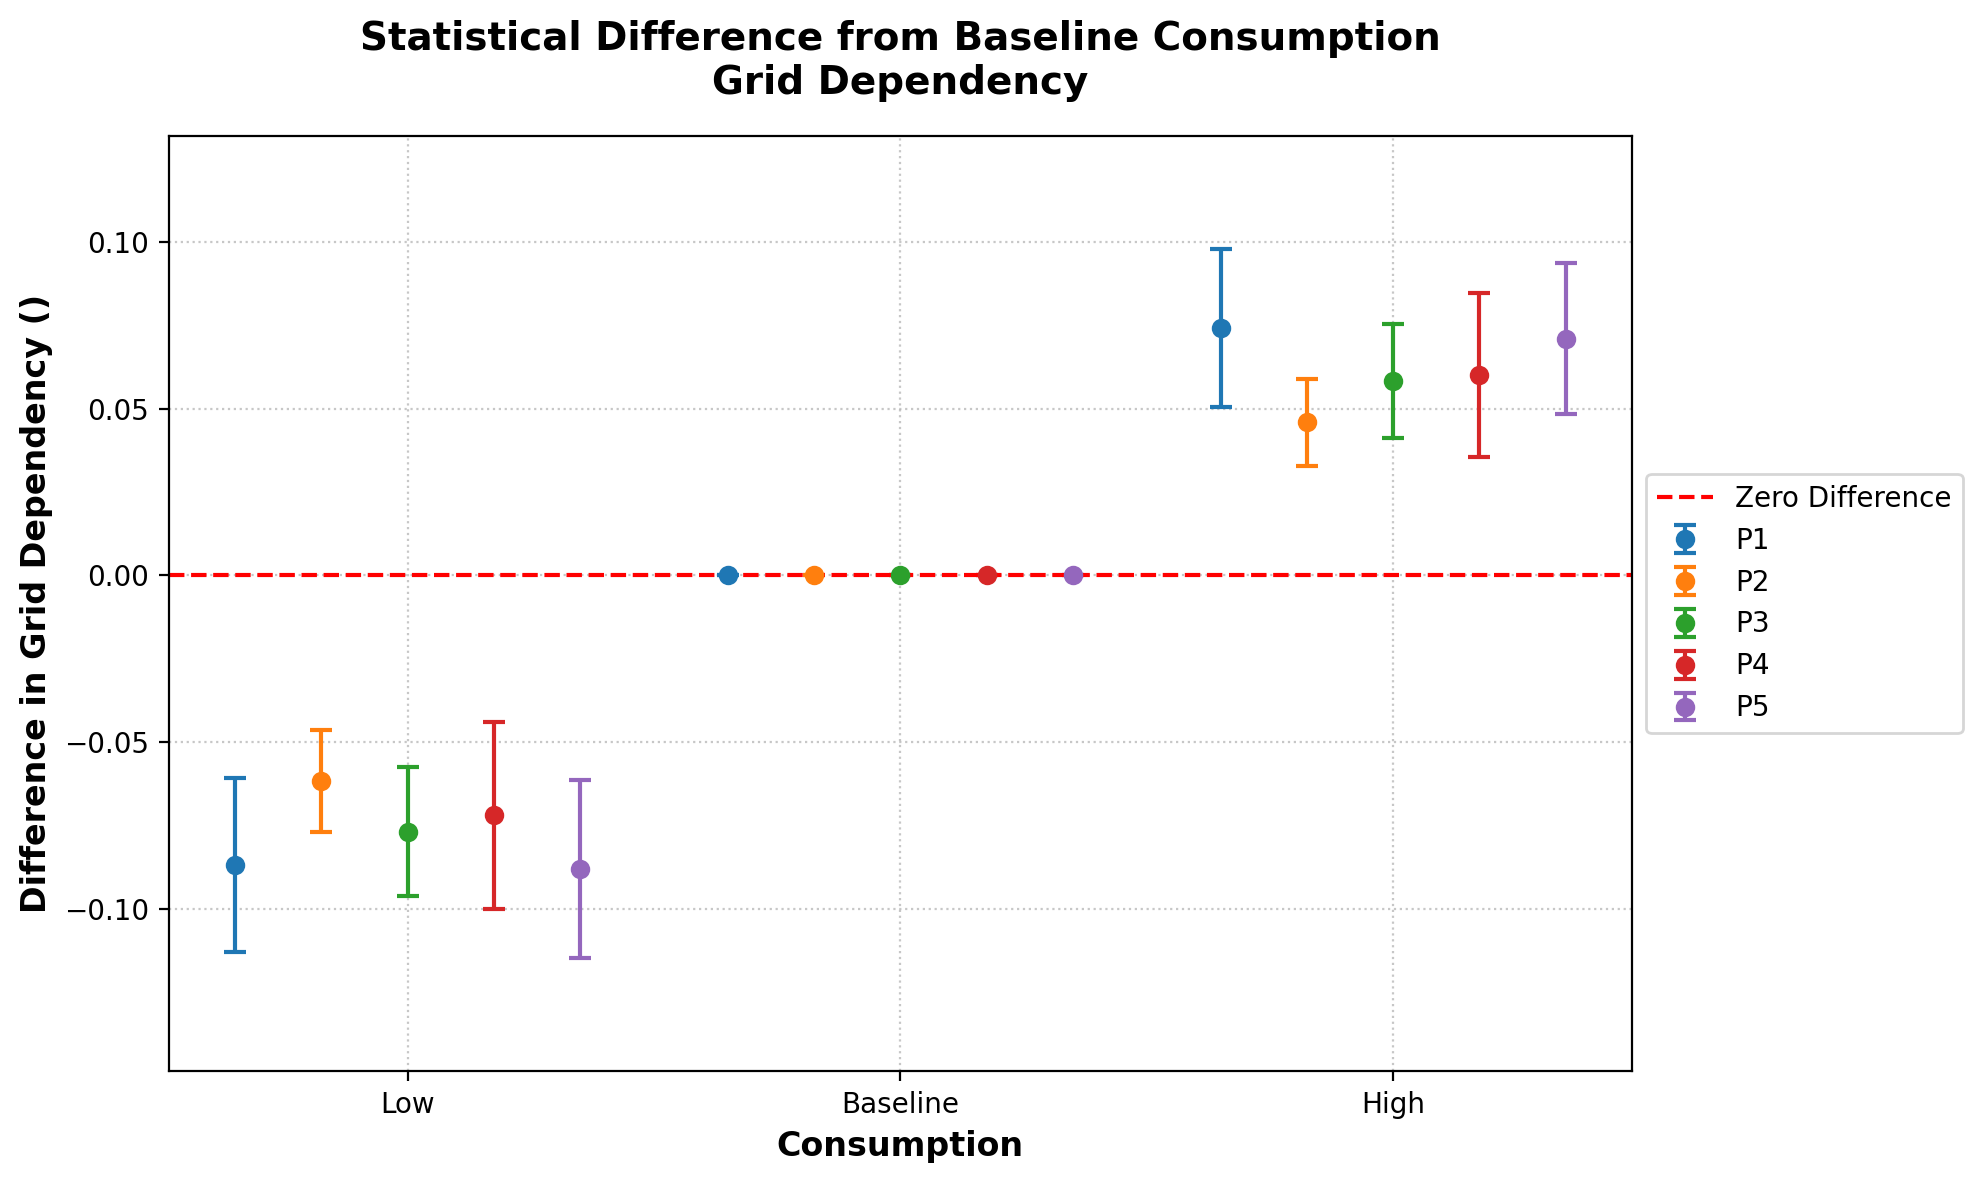 Statistical Difference from Baseline Consumption
Grid Dependency
Difference in Grid Dependency ()
0.10
0.05
0.00
−0.05
−0.10
Low
Baseline
High
Consumption
Zero Difference
P1
P2
P3
P4
P5